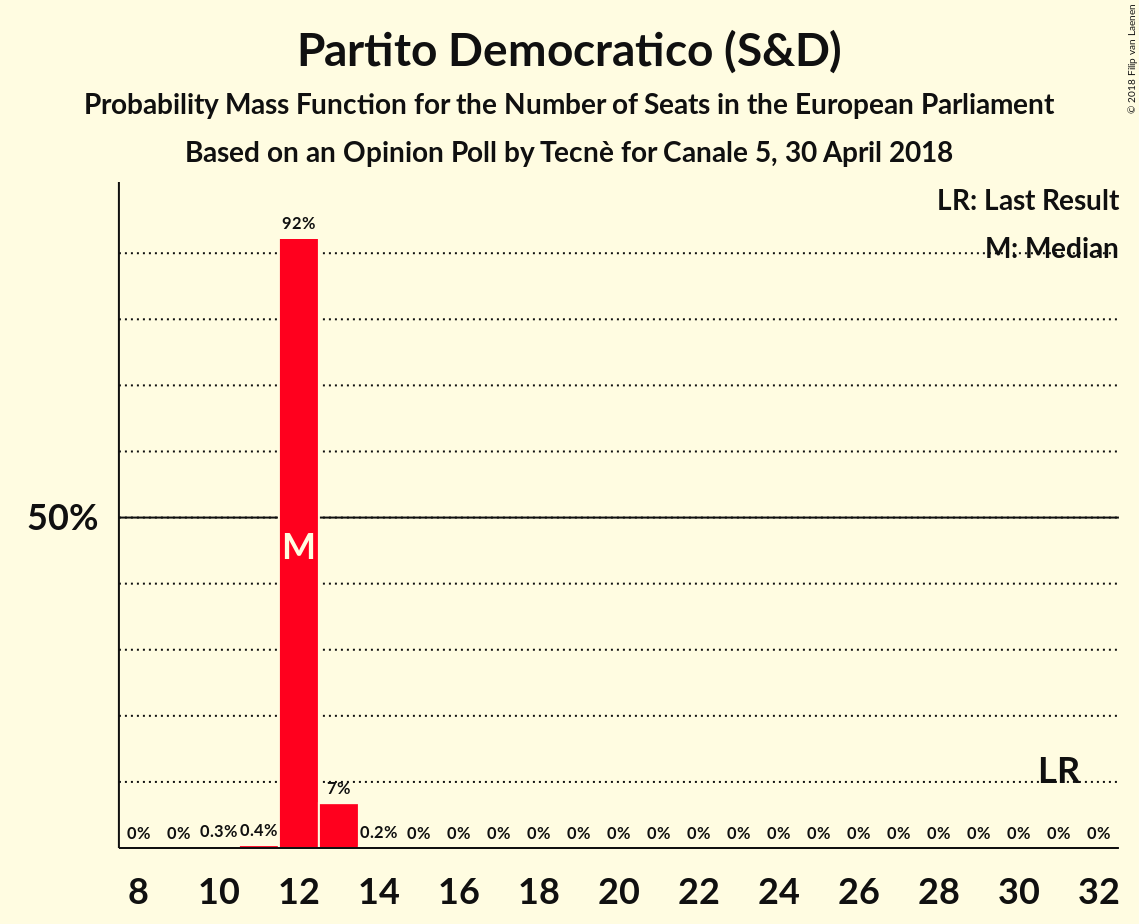 Partito Democratico (S&D)
Probability Mass Function for the Number of Seats in the European Parliament
Based on an Opinion Poll by Tecnè for Canale 5, 30 April 2018
© 2018 Filip van Laenen
LR: Last Result
M: Median
92%
50%
M
LR
7%
0% 0% 0.3% 0.4% 0.2% 0% 0% 0% 0% 0% 0% 0% 0% 0% 0% 0% 0% 0% 0% 0% 0% 0% 0%
8 10 12 14 16 18 20 22 24 26 28 30 32